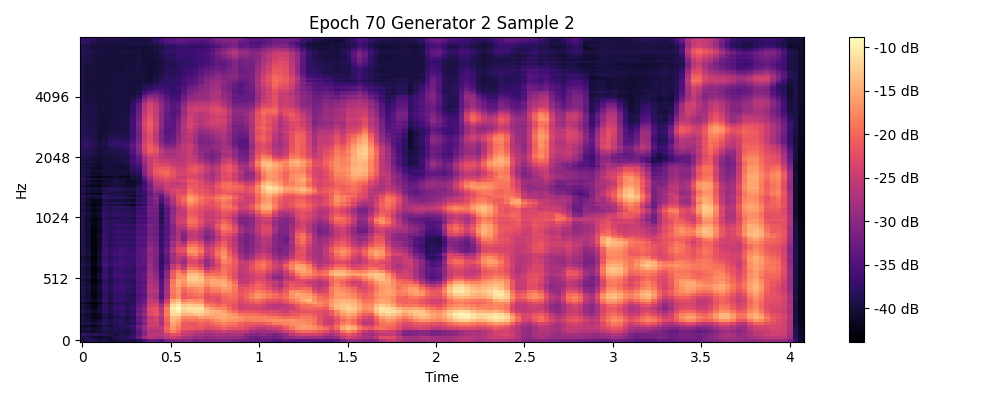 Epoch 70 Generator 2 Sample 2
Hz
4096
2048
1024
512
0
0 0.5 1 1.5 2 2.5 3 3.5 4
Time
-10 dB
-15 dB
-20 dB
-25 dB
-30 dB
-35 dB
-40 dB